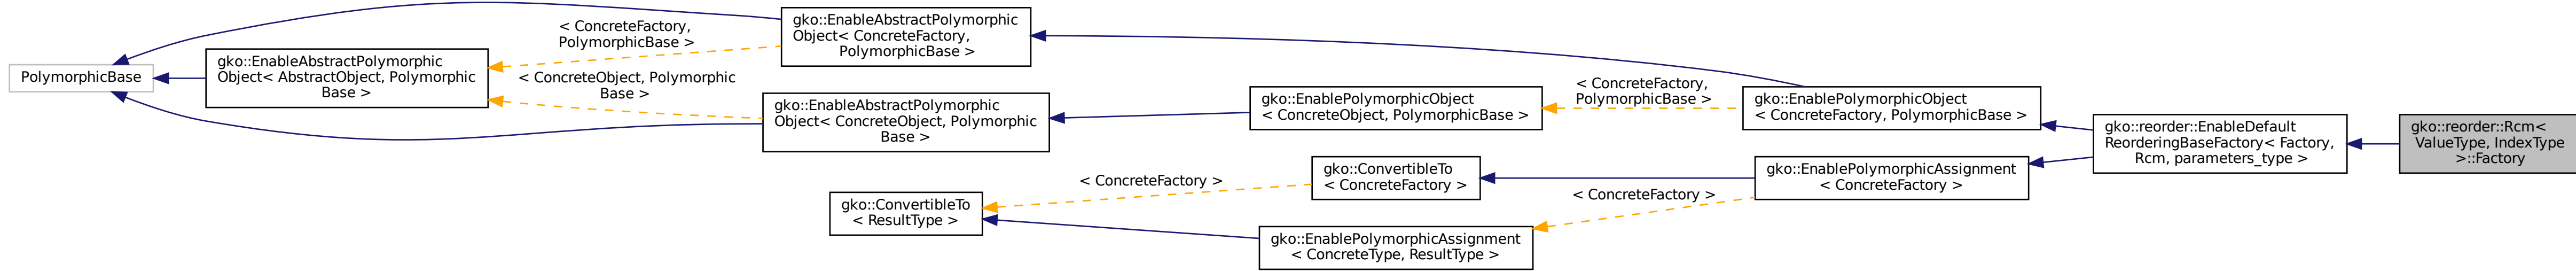 PolymorphicBase
gko::EnableAbstractPolymorphic
Object< AbstractObject, Polymorphic
Base >
< ConcreteFactory,
PolymorphicBase >
< ConcreteObject, Polymorphic
Base >
gko::EnableAbstractPolymorphic
Object< ConcreteFactory,
PolymorphicBase >
gko::EnableAbstractPolymorphic
Object< ConcreteObject, Polymorphic
Base >
gko::EnablePolymorphicObject
< ConcreteObject, PolymorphicBase >
< ConcreteFactory,
PolymorphicBase >
gko::EnablePolymorphicObject
< ConcreteFactory, PolymorphicBase >
gko::ConvertibleTo
< ResultType >
< ConcreteFactory >
gko::ConvertibleTo
< ConcreteFactory >
gko::EnablePolymorphicAssignment
< ConcreteType, ResultType >
< ConcreteFactory >
gko::EnablePolymorphicAssignment
< ConcreteFactory >
gko::reorder::EnableDefault
ReorderingBaseFactory< Factory,
Rcm, parameters_type >
gko::reorder::Rcm<
ValueType, IndexType
>::Factory